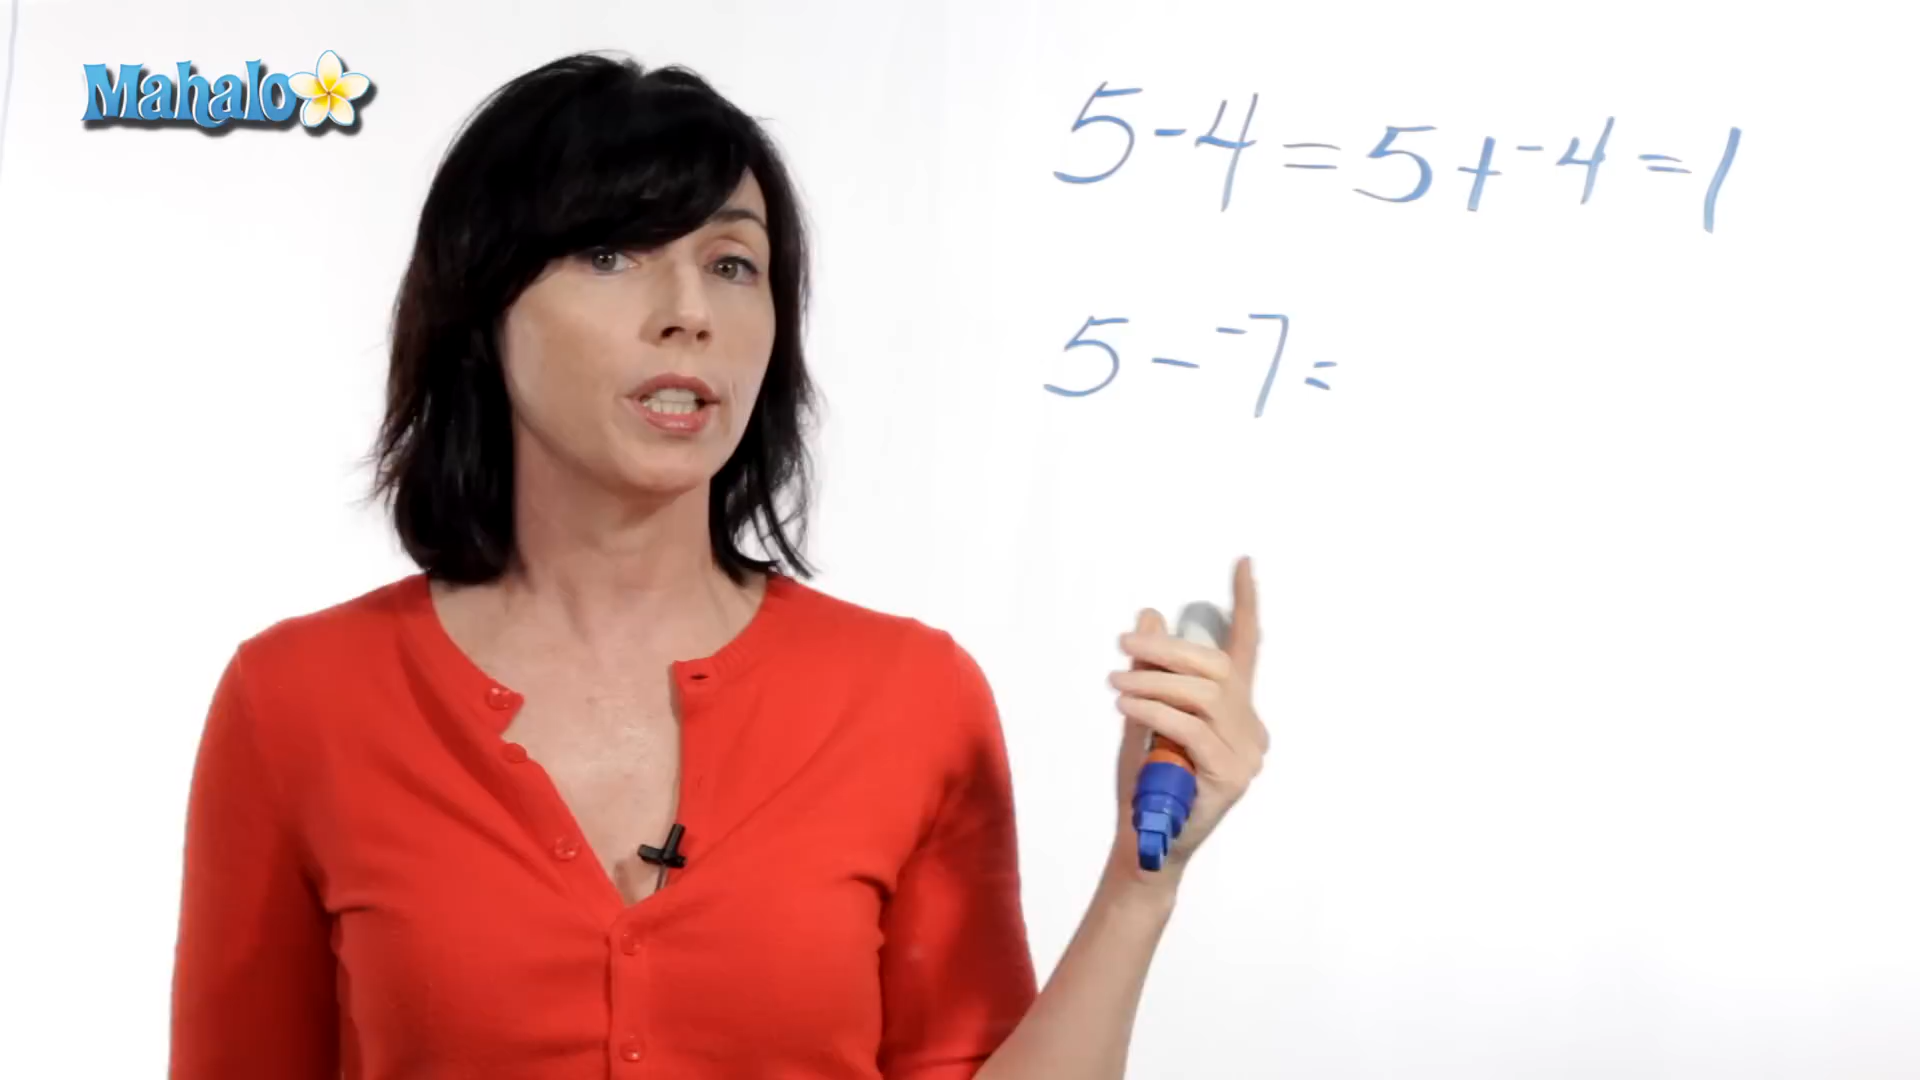 Mahalo
5 - 4 = 5 + -4 = 1
5 - -7 =